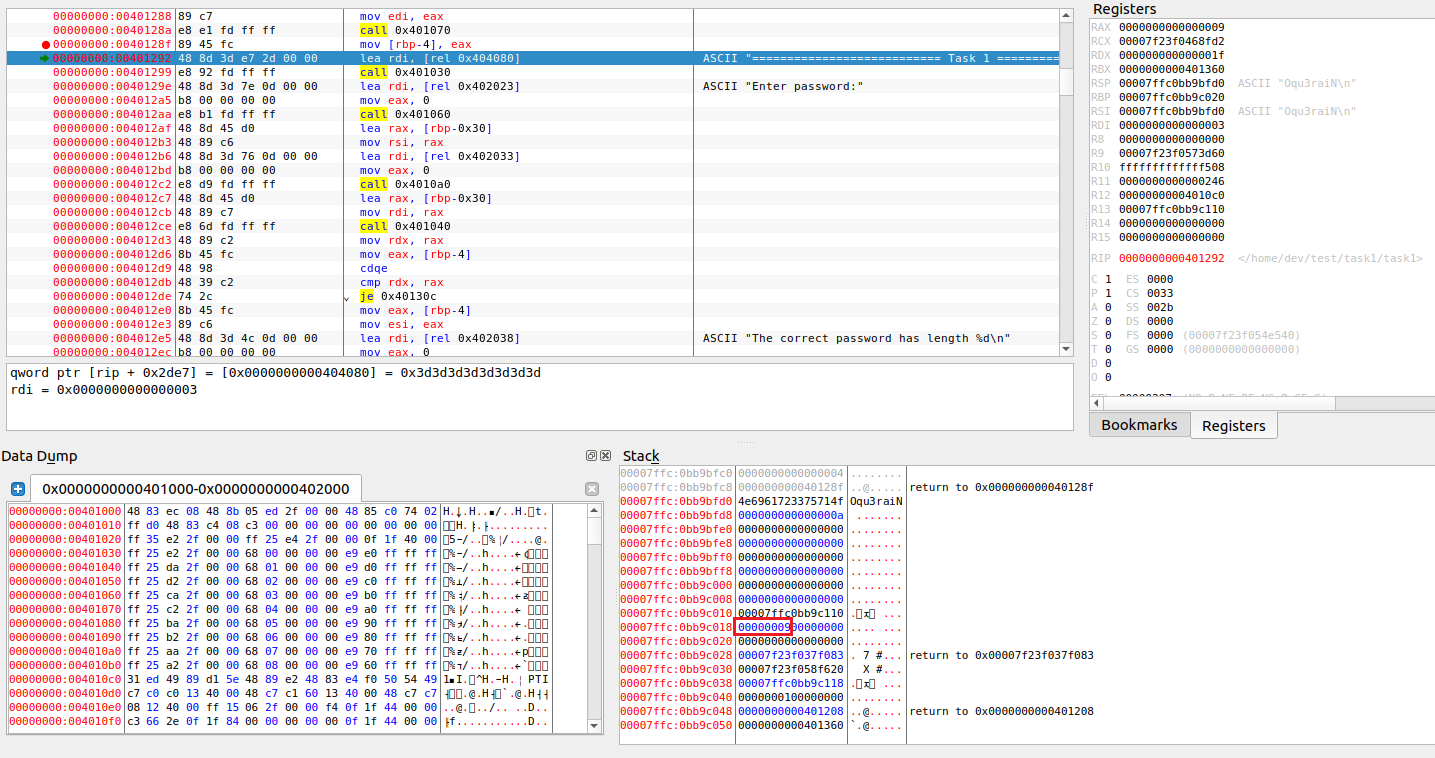 00000000:00401288 89 c7 mov edi, eax
00000000:0040128a e8 e1 fd ff ff call 0x401070
00000000:0040128f 89 45 fc mov [rbp-4], eax
00000000:00401292 48 8d 3d e7 2d 00 00 lea rdi, [rel 0x404080] ASCII "=========================== Task 1 =========
00000000:00401299 e8 92 fd ff ff call 0x401030
00000000:0040129e 48 8d 3d 7e 0d 00 00 lea rdi, [rel 0x402023] ASCII "Enter password:"
00000000:004012a5 b8 00 00 00 00 mov eax, 0
00000000:004012aa e8 b1 fd ff ff call 0x401060
00000000:004012af 48 8d 45 d0 lea rax, [rbp-0x30]
00000000:004012b3 48 89 c6 mov rsi, rax
00000000:004012b6 48 8d 3d 76 0d 00 00 lea rdi, [rel 0x402033]
00000000:004012bd b8 00 00 00 00 mov eax, 0
00000000:004012c2 e8 d9 fd ff ff call 0x4010a0
00000000:004012c7 48 8d 45 d0 lea rax, [rbp-0x30]
00000000:004012cb 48 89 c7 mov rdi, rax
00000000:004012ce e8 6d fd ff ff call 0x401040
00000000:004012d3 48 89 c2 mov rdx, rax
00000000:004012d6 8b 45 fc mov eax, [rbp-4]
00000000:004012d9 48 98 cdqe
00000000:004012db 48 39 c2 cmp rdx, rax
00000000:004012de 74 2c je 0x40130c
00000000:004012e0 8b 45 fc mov eax, [rbp-4]
00000000:004012e3 89 c6 mov esi, eax
00000000:004012e5 48 8d 3d 4c 0d 00 00 lea rdi, [rel 0x402038] ASCII "The correct password has length %d\n"
00000000:004012ec b8 00 00 00 00 mov eax, 0
qword ptr [rip + 0x2de7] = [0x0000000000404080] = 0x3d3d3d3d3d3d3d3d
rdi = 0x0000000000000003
Registers
RAX 0000000000000009
RCX 00007f23f0468fd2
RDX 000000000000001f
RBX 0000000000401360
RSP 00007ffc0bb9bfd0 ASCII "Oqu3raiN\n"
RBP 00007ffc0bb9c020
RSI 00007ffc0bb9bfd0 ASCII "Oqu3raiN\n"
RDI 0000000000000003
R8 0000000000000000
R9 00007f23f0573d60
R10 fffffffffffff508
R11 0000000000000246
R12 00000000004010c0
R13 00007ffc0bb9c110
R14 0000000000000000
R15 0000000000000000
RIP 0000000000401292 </home/dev/test/task1/task1>
C 1 ES 0000
P 1 CS 0033
A 0 SS 002b
Z 0 DS 0000
S 0 FS 0000 (00007f23f054e540)
T 0 GS 0000 (0000000000000000)
D 0
O 0
Bookmarks Registers
Data Dump
0x0000000000401000-0x0000000000402000
00000000:00401000 48 83 ec 08 48 8b 05 ed 2f 00 00 48 85 c0 74 02
00000000:00401010 ff d0 48 83 c4 08 c3 00 00 00 00 00 00 00 00 00
00000000:00401020 ff 35 e2 2f 00 00 ff 25 e4 2f 00 00 0f 1f 40 00
00000000:00401030 ff 25 e2 2f 00 00 68 00 00 00 00 e9 e0 ff ff ff
00000000:00401040 ff 25 da 2f 00 00 68 01 00 00 00 e9 d0 ff ff ff
00000000:00401050 ff 25 d2 2f 00 00 68 02 00 00 00 e9 c0 ff ff ff
00000000:00401060 ff 25 ca 2f 00 00 68 03 00 00 00 e9 b0 ff ff ff
00000000:00401070 ff 25 c2 2f 00 00 68 04 00 00 00 e9 a0 ff ff ff
00000000:00401080 ff 25 ba 2f 00 00 68 05 00 00 00 e9 90 ff ff ff
00000000:00401090 ff 25 b2 2f 00 00 68 06 00 00 00 e9 80 ff ff ff
00000000:004010a0 ff 25 aa 2f 00 00 68 07 00 00 00 e9 70 ff ff ff
00000000:004010b0 ff 25 a2 2f 00 00 68 08 00 00 00 e9 60 ff ff ff
00000000:004010c0 31 ed 49 89 d1 5e 48 89 e2 48 83 e4 f0 50 54 49
00000000:004010d0 c7 c0 c0 13 40 00 48 c7 c1 60 13 40 00 48 c7 c7
00000000:004010e0 08 12 40 00 ff 15 06 2f 00 00 f4 0f 1f 44 00 00
00000000:004010f0 c3 66 2e 0f 1f 84 00 00 00 00 00 0f 1f 44 00 00
Stack
00007ffc:0bb9bfc0 0000000000000004 ........
00007ffc:0bb9bfc8 000000000040128f ..@..... return to 0x000000000040128f
00007ffc:0bb9bfd0 4e6961723375714f Oqu3raiN
00007ffc:0bb9bfd8 000000000000000a .......
00007ffc:0bb9bfe0 0000000000000000 ........
00007ffc:0bb9bfe8 0000000000000000 ........
00007ffc:0bb9bff0 0000000000000000 ........
00007ffc:0bb9bff8 0000000000000000 ........
00007ffc:0bb9c000 0000000000000000 ........
00007ffc:0bb9c008 0000000000000000 ........
00007ffc:0bb9c010 00007ffc0bb9c110
00007ffc:0bb9c018 0000000900000000 .... ...
00007ffc:0bb9c020 0000000000000000 ........
00007ffc:0bb9c028 00007f23f037f083 . 7 #... return to 0x00007f23f037f083
00007ffc:0bb9c030 00007f23f058f620 X #...
00007ffc:0bb9c038 00007ffc0bb9c118
00007ffc:0bb9c040 0000000100000000 ........
00007ffc:0bb9c048 0000000000401208 ..@..... return to 0x0000000000401208
00007ffc:0bb9c050 0000000000401360 `.@.....